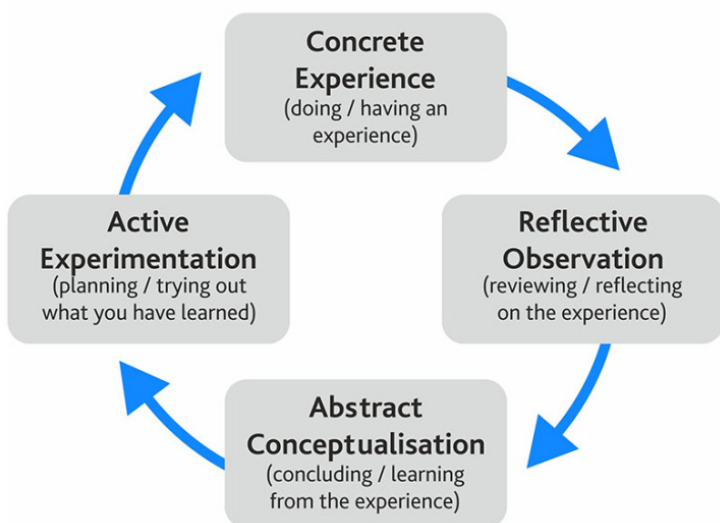 Concrete
Experience
(doing / having an
experience)
Reflective
Observation
(reviewing / reflecting
on the experience)
Abstract
Conceptualisation
(concluding / learning
from the experience)
Active
Experimentation
(planning / trying out
what you have learned)